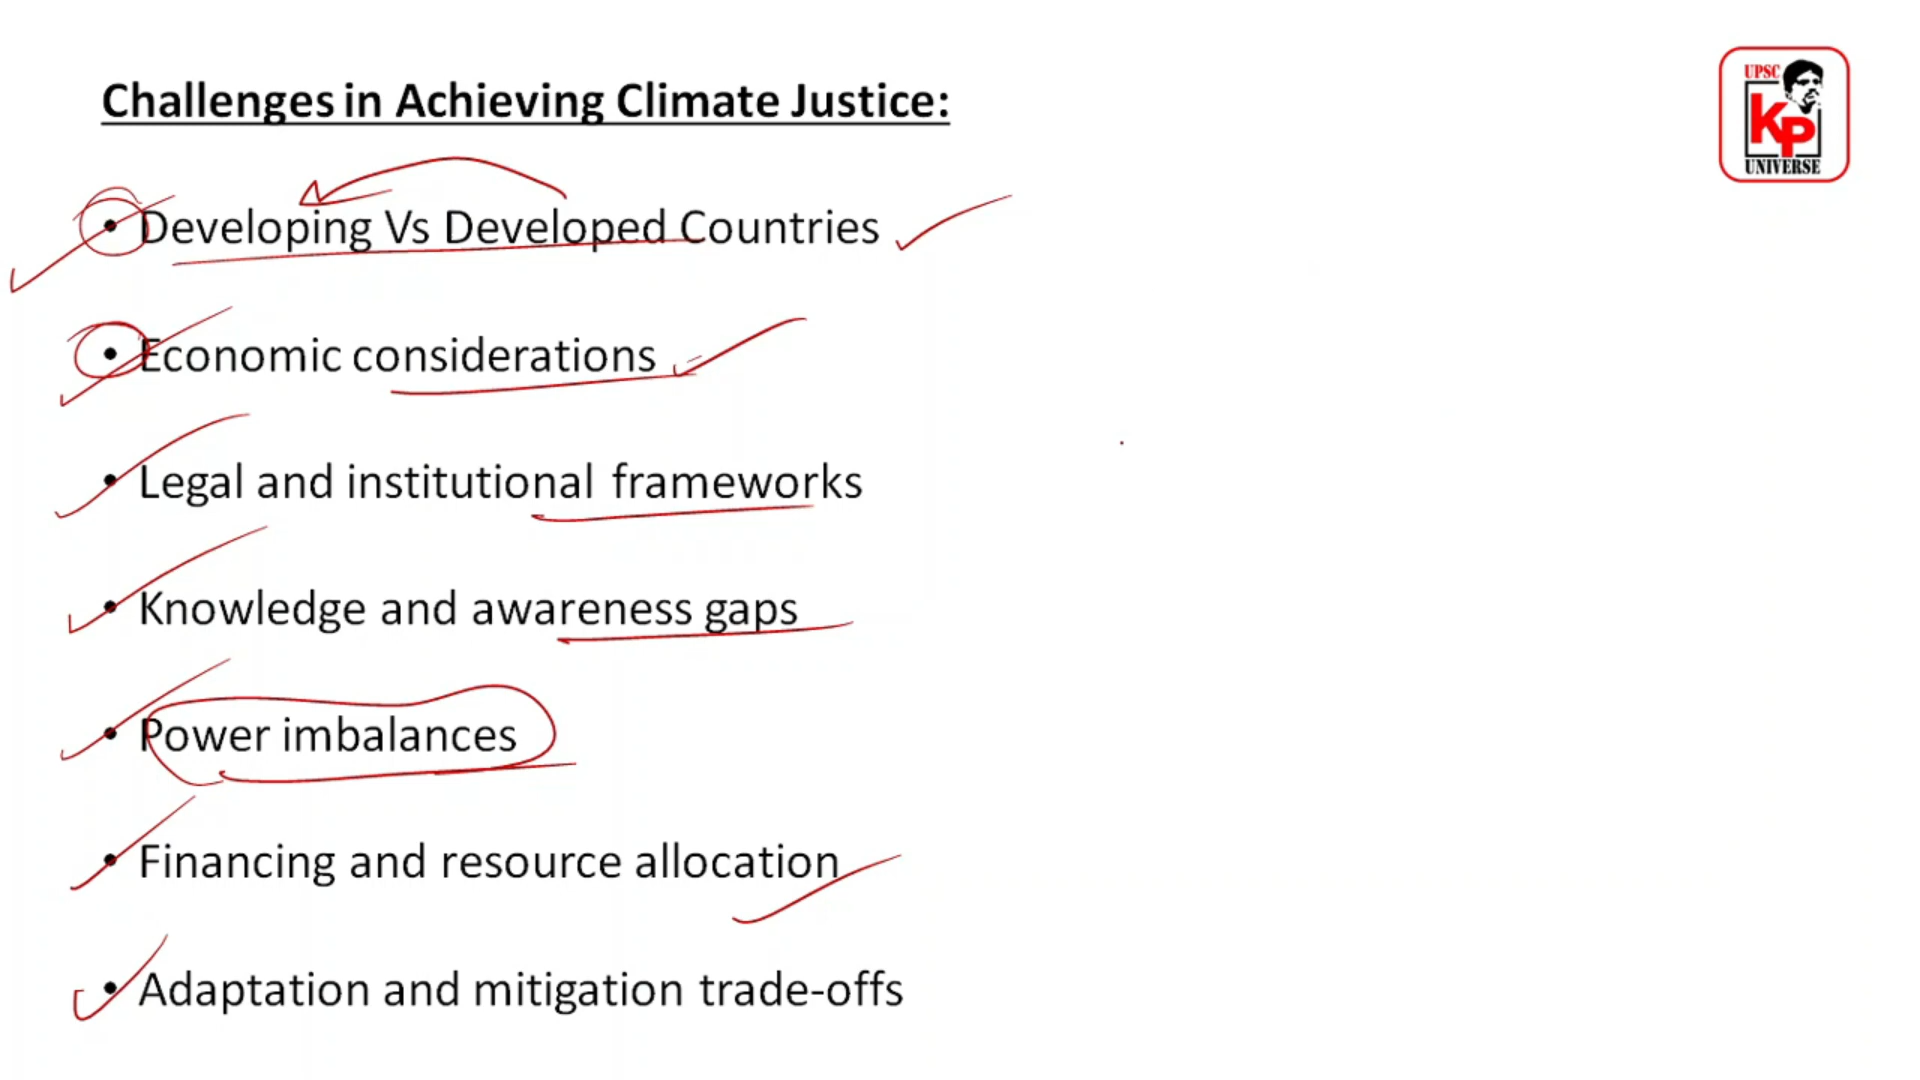 Challenges in Achieving Climate Justice:
UPSC
KP
UNIVERSE
• Developing Vs Developed Countries
• Economic considerations
• Legal and institutional frameworks
• Knowledge and awareness gaps
• Power imbalances
• Financing and resource allocation
• Adaptation and mitigation trade-offs